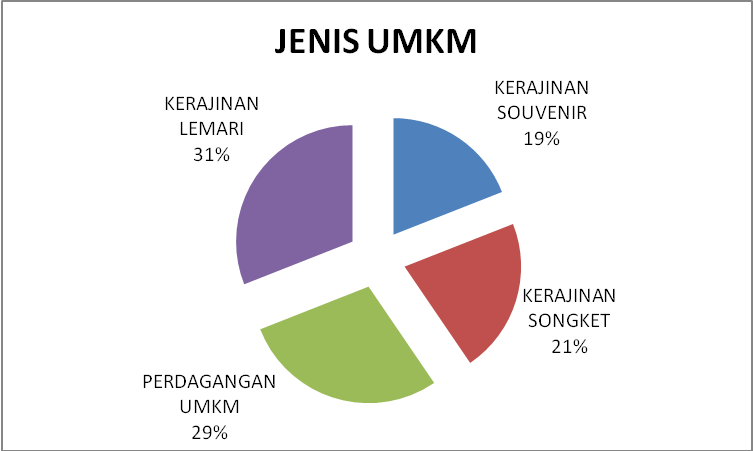 JENIS UMKM
KERAJINAN
SOUVENIR
19%
KERAJINAN
SONGKET
21%
PERDAGANGAN
UMKM
29%
KERAJINAN
LEMARI
31%